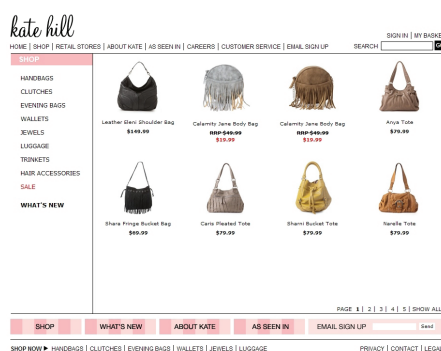 kate hill
SIGN IN | MY BASKE
HOME | SHOP | RETAIL STORES | ABOUT KATE | AS SEEN IN | CAREERS | CUSTOMER SERVICE | EMAIL SIGN UP SEARCH GO
SHOP
HANDBAGS
CLUTCHES
EVENING BAGS
WALLETS
JEWELS
LUGGAGE
TRINKETS
HAIR ACCESSORIES
SALE
WHAT'S NEW
Leather Eleni Shoulder Bag
$149.99
Calamity Jane Body Bag
RRP $49.99
$19.99
Calamity Jane Body Bag
RRP $49.99
$19.99
Anya Tote
$79.99
Shara Fringe Bucket Bag
$69.99
Caris Pleated Tote
$79.99
Sharni Bucket Tote
$79.99
Narelle Tote
$79.99
PAGE 1 | 2 | 3 | 4 | 5 | SHOW ALL
SHOP WHAT'S NEW ABOUT KATE AS SEEN IN EMAIL SIGN UP Send
SHOP NOW ► HANDBAGS | CLUTCHES | EVENING BAGS | WALLETS | JEWELS | LUGGAGE PRIVACY | CONTACT | LEGAL